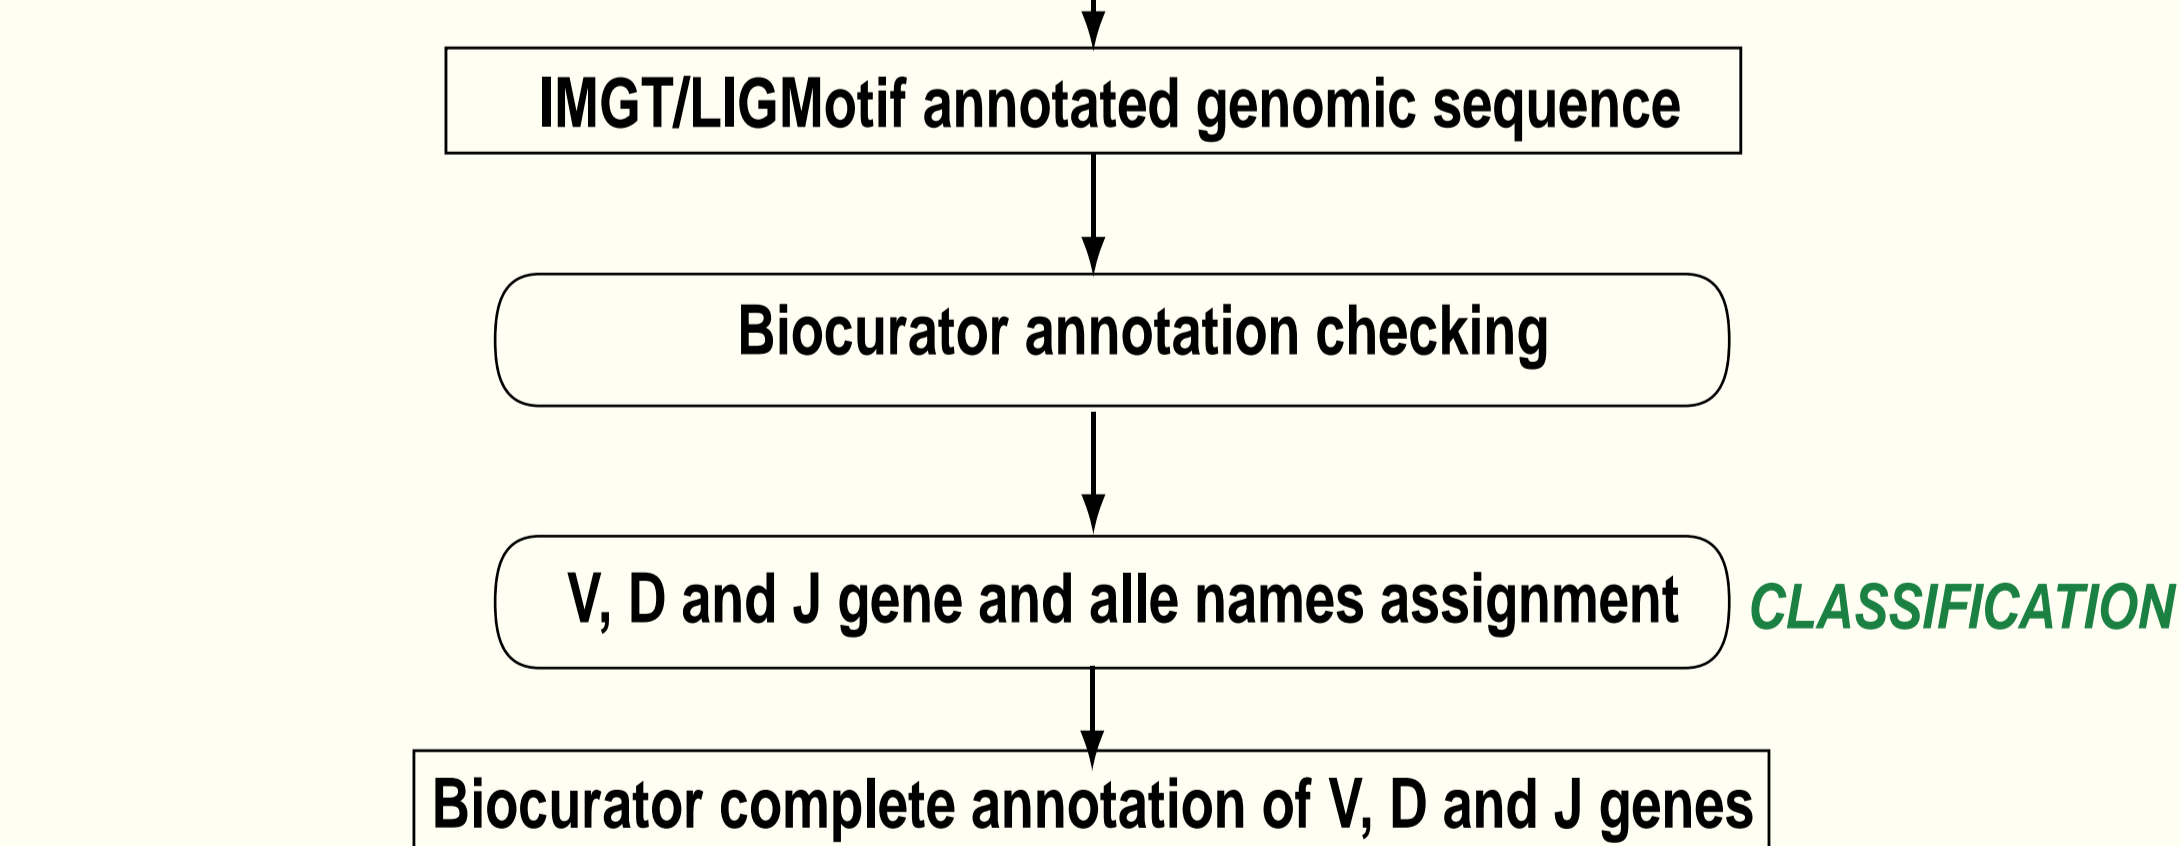 IMGT/LIGMotif annotated genomic sequence
Biocurator annotation checking
V, D and J gene and alle names assignment
CLASSIFICATION
Biocurator complete annotation of V, D and J genes